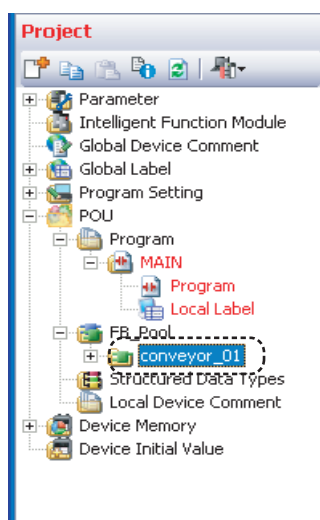 Project
Parameter
Intelligent Function Module
Global Device Comment
Global Label
Program Setting
POU
Program
MAIN
Program
Local Label
FB_Pool
conveyor_01
Structured Data Types
Local Device Comment
Device Memory
Device Initial Value